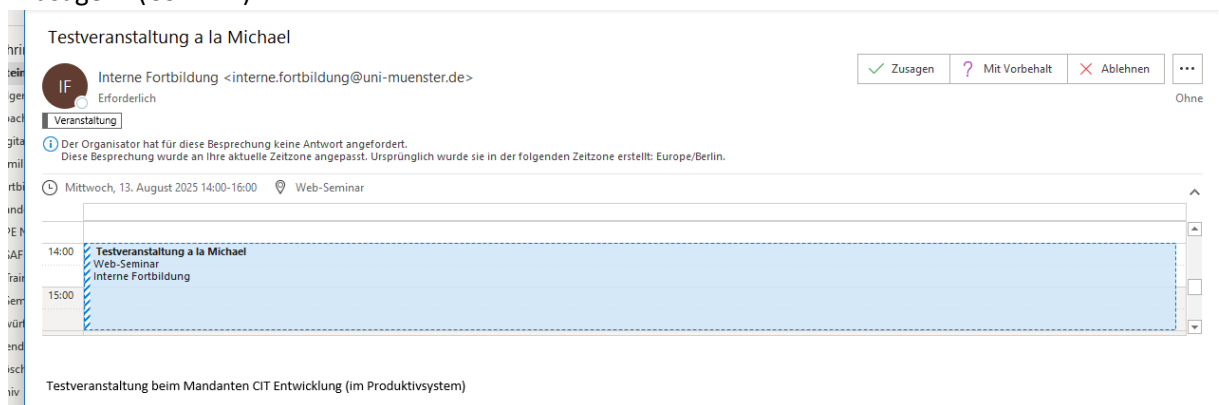 Testveranstaltung a la Michael
IF
Interne Fortbildung <interne.fortbildung@uni-muenster.de>
Erforderlich
Zusagen
Mit Vorbehalt
Ablehnen
Ohne
Veranstaltung
Der Organisator hat für diese Besprechung keine Antwort angefordert.
Diese Besprechung wurde an Ihre aktuelle Zeitzone angepasst. Ursprünglich wurde sie in der folgenden Zeitzone erstellt: Europe/Berlin.
Mittwoch, 13. August 2025 14:00-16:00 Web-Seminar
14:00
Testveranstaltung a la Michael
Web-Seminar
Interne Fortbildung
15:00
Testveranstaltung beim Mandanten CIT Entwicklung (im Produktivsystem)